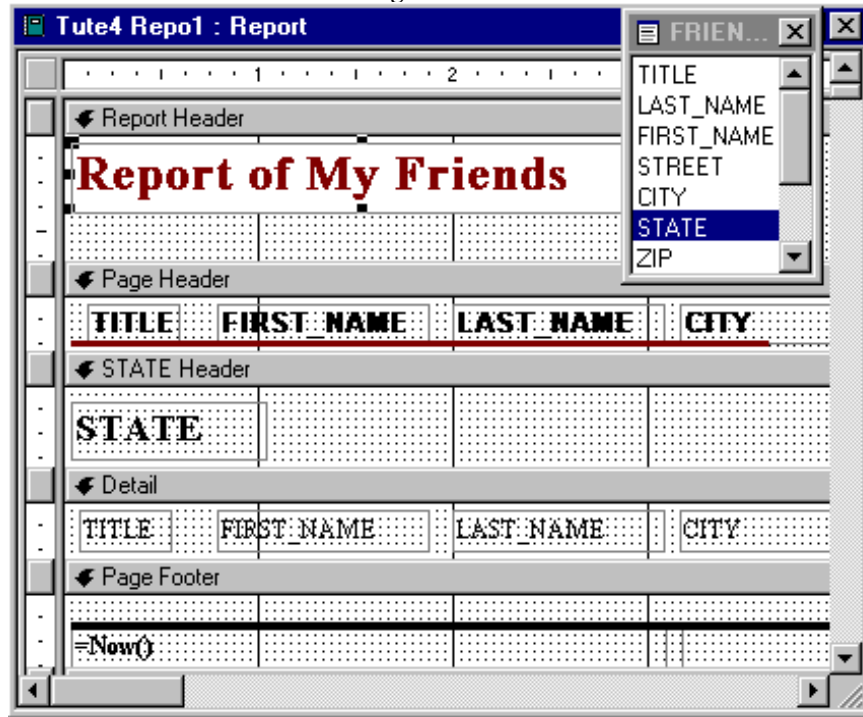 Tute4 Repo1 : Report
FRIEN...
1 2
TITLE
LAST_NAME
FIRST_NAME
STREET
CITY
STATE
ZIP
Report Header
Report of My Friends
Page Header
TITLE FIRST_NAME LAST_NAME CITY
STATE Header
STATE
Detail
TITLE FIRST_NAME LAST_NAME CITY
Page Footer
=Now()